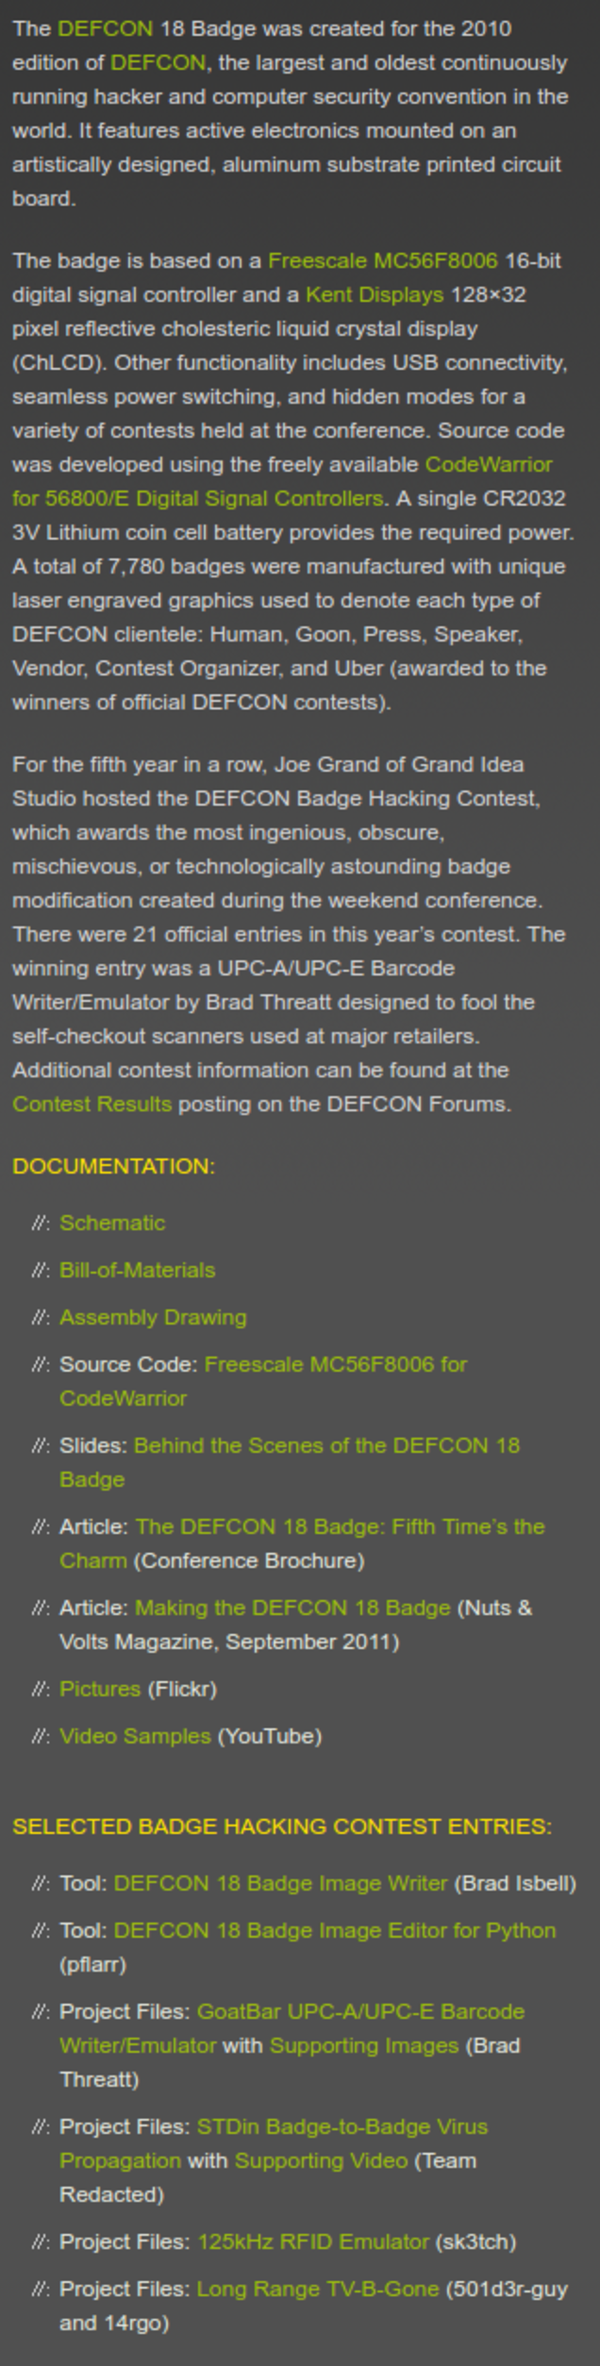 The DEFCON 18 Badge was created for the 2010
edition of DEFCON, the largest and oldest continuously
running hacker and computer security convention in the
world. It features active electronics mounted on an
artistically designed, aluminum substrate printed circuit
board.
The badge is based on a Freescale MC56F8006 16-bit
digital signal controller and a Kent Displays 128×32
pixel reflective cholesteric liquid crystal display
(ChLCD). Other functionality includes USB connectivity,
seamless power switching, and hidden modes for a
variety of contests held at the conference. Source code
was developed using the freely available CodeWarrior
for 56800/E Digital Signal Controllers. A single CR2032
3V Lithium coin cell battery provides the required power.
A total of 7,780 badges were manufactured with unique
laser engraved graphics used to denote each type of
DEFCON clientele: Human, Goon, Press, Speaker,
Vendor, Contest Organizer, and Uber (awarded to the
winners of official DEFCON contests).
For the fifth year in a row, Joe Grand of Grand Idea
Studio hosted the DEFCON Badge Hacking Contest,
which awards the most ingenious, obscure,
mischievous, or technologically astounding badge
modification created during the weekend conference.
There were 21 official entries in this year’s contest. The
winning entry was a UPC-A/UPC-E Barcode
Writer/Emulator by Brad Threatt designed to fool the
self-checkout scanners used at major retailers.
Additional contest information can be found at the
Contest Results posting on the DEFCON Forums.
DOCUMENTATION:
//: Schematic
//: Bill-of-Materials
//: Assembly Drawing
//: Source Code: Freescale MC56F8006 for
CodeWarrior
//: Slides: Behind the Scenes of the DEFCON 18
Badge
//: Article: The DEFCON 18 Badge: Fifth Time’s the
Charm (Conference Brochure)
//: Article: Making the DEFCON 18 Badge (Nuts &
Volts Magazine, September 2011)
//: Pictures (Flickr)
//: Video Samples (YouTube)
SELECTED BADGE HACKING CONTEST ENTRIES:
//: Tool: DEFCON 18 Badge Image Writer (Brad Isbell)
//: Tool: DEFCON 18 Badge Image Editor for Python
(pflarr)
//: Project Files: GoatBar UPC-A/UPC-E Barcode
Writer/Emulator with Supporting Images (Brad
Threatt)
//: Project Files: STDin Badge-to-Badge Virus
Propagation with Supporting Video (Team
Redacted)
//: Project Files: 125kHz RFID Emulator (sk3tch)
//: Project Files: Long Range TV-B-Gone (501d3r-guy
and 14rgo)